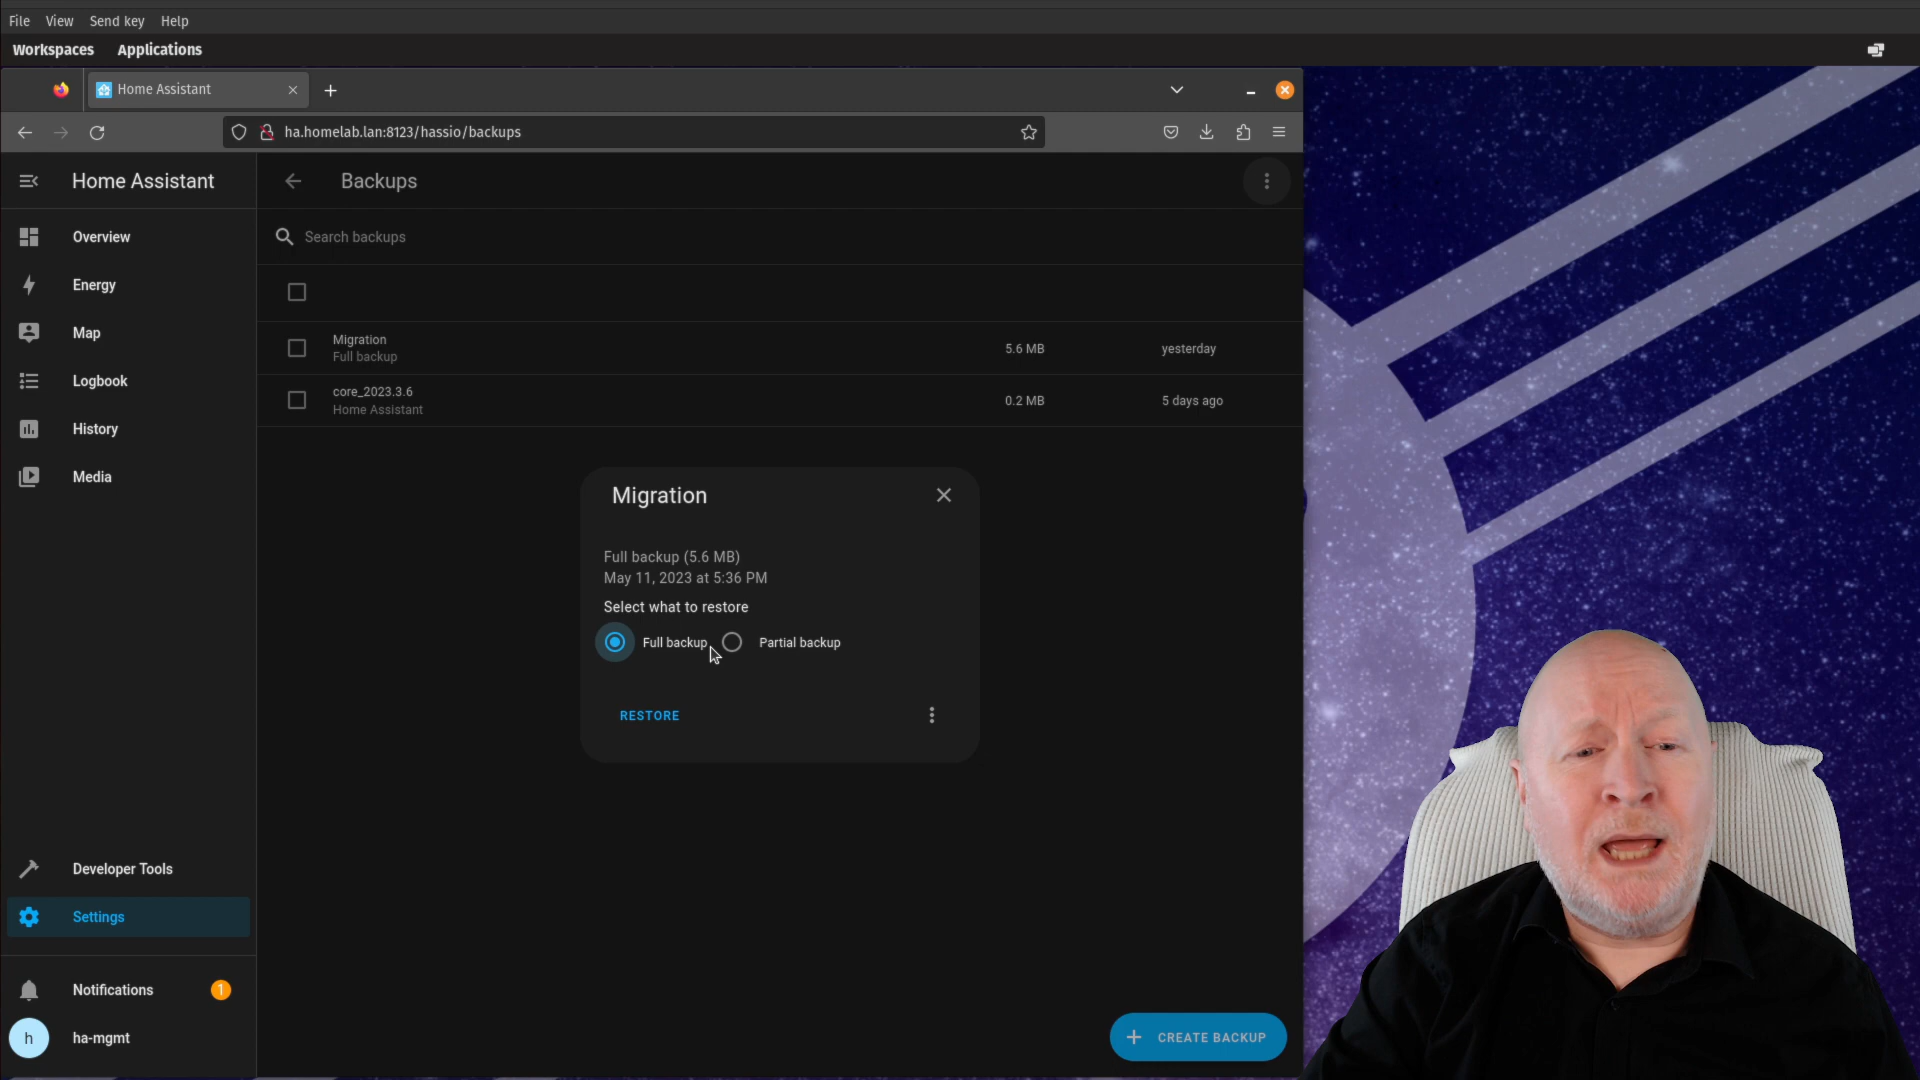 File View Send key Help
Workspaces Applications
Home Assistant
ha.homelab.lan:8123/hassio/backups
Home Assistant
Backups
Overview
Search backups
Energy
Map
Migration
Full backup
5.6 MB
yesterday
Logbook
core_2023.3.6
Home Assistant
0.2 MB
5 days ago
History
Media
Migration
Full backup (5.6 MB)
May 11, 2023 at 5:36 PM
Select what to restore
Full backup
Partial backup
RESTORE
Developer Tools
Settings
Notifications
1
h
ha-mgmt
CREATE BACKUP